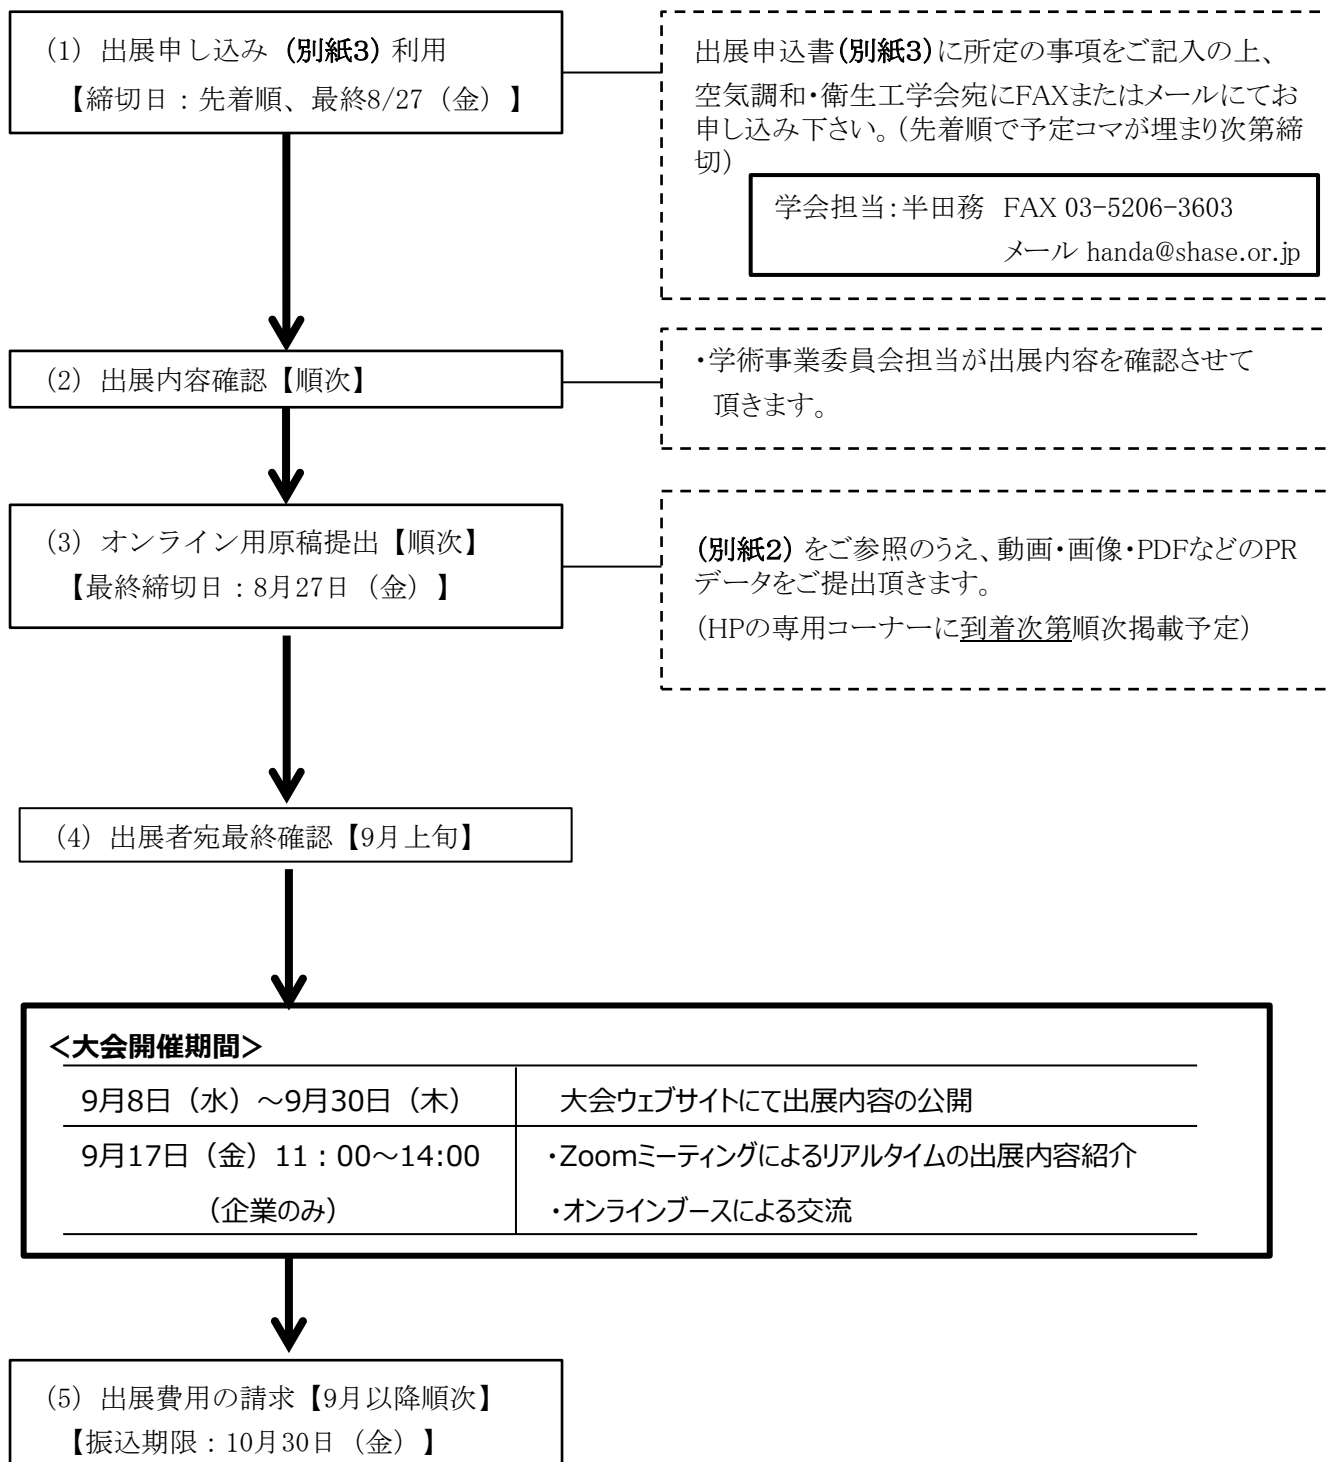 (1) 出展申し込み (別紙3) 利用
【締切日：先着順、最終8/27（金）】
出展申込書(別紙3)に所定の事項をご記入の上、
空気調和・衛生工学会宛にFAXまたはメールにてお
申し込み下さい。(先着順で予定コマが埋まり次第締
切)
学会担当：半田務 FAX 03-5206-3603
メール handa@shase.or.jp
(2) 出展内容確認【順次】
・学術事業委員会担当が出展内容を確認させて
頂きます。
(3) オンライン用原稿提出【順次】
【最終締切日：8月27日（金）】
(別紙2) をご参照のうえ、動画・画像・PDFなどのPR
データをご提出頂きます。
(HPの専用コーナーに到着次第順次掲載予定)
(4) 出展者宛最終確認【9月上旬】
<大会開催期間>
9月8日（水）～9月30日（木） 大会ウェブサイトにて出展内容の公開
9月17日（金）11：00～14:00 ・Zoomミーティングによるリアルタイムの出展内容紹介
（企業のみ） ・オンラインブースによる交流
(5) 出展費用の請求【9月以降順次】
【振込期限：10月30日（金）】